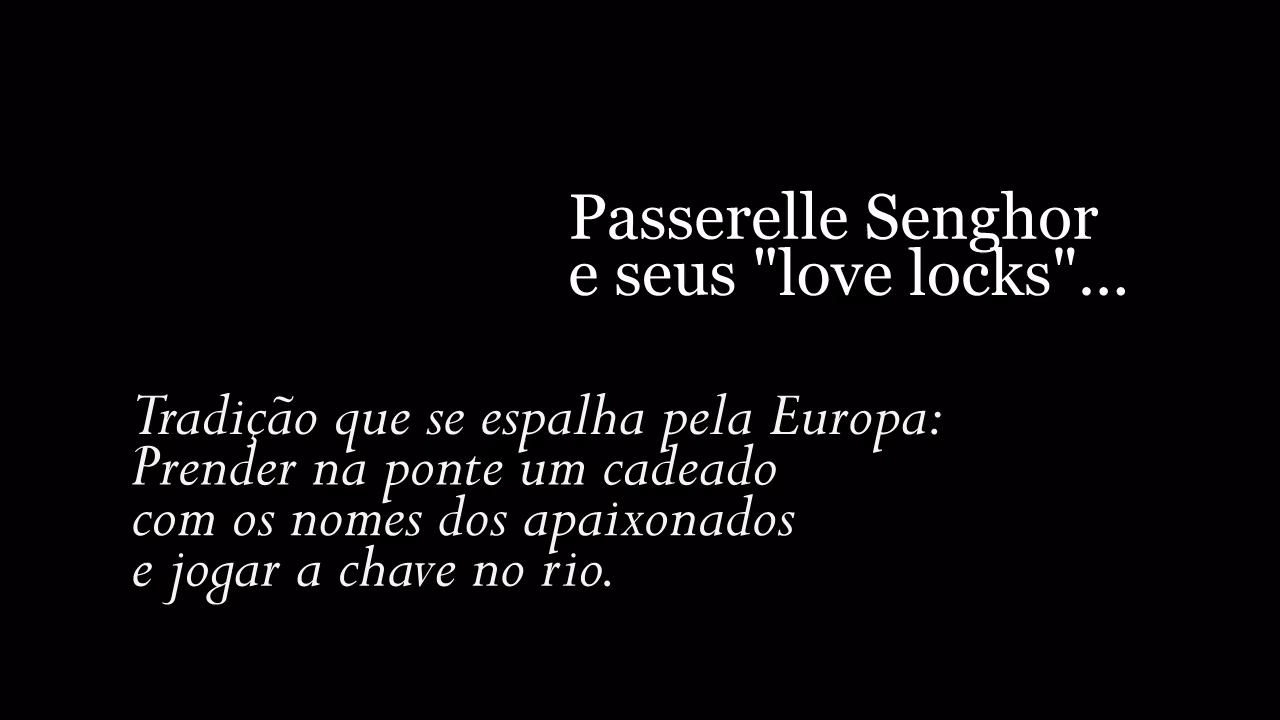 Passerelle Senghor
e seus "love locks"...
Tradição que se espalha pela Europa:
Prender na ponte um cadeado
com os nomes dos apaixonados
e jogar a chave no rio.